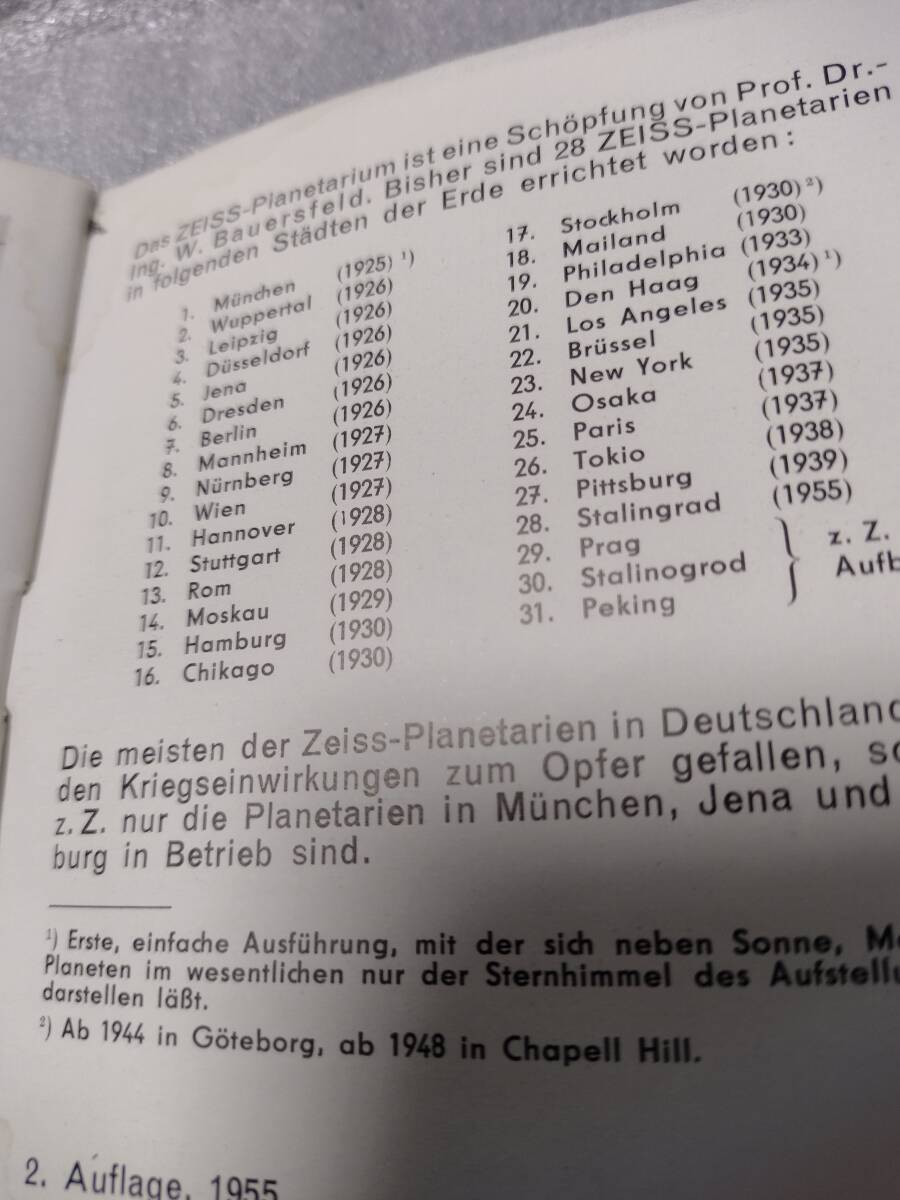 Das ZEISS-Planetarium ist eine Schöpfung von Prof. Dr.-
Ing. W. Bauersfeld. Bisher sind 28 ZEISS-Planetarien
in folgenden Städten der Erde errichtet worden:
1. München (1925) ¹)
2. Wuppertal (1926)
3. Leipzig (1926)
4. Düsseldorf (1926)
5. Jena (1926)
6. Dresden (1926)
7. Berlin (1926)
8. Mannheim (1927)
9. Nürnberg (1927)
10. Wien (1927)
11. Hannover (1928)
12. Stuttgart (1928)
13. Rom (1928)
14. Moskau (1929)
15. Hamburg (1930)
16. Chikago (1930)
17. Stockholm (1930) ²)
18. Mailand (1930)
19. Philadelphia (1933)
20. Den Haag (1934) ¹)
21. Los Angeles (1935)
22. Brüssel (1935)
23. New York (1935)
24. Osaka (1937)
25. Paris (1937)
26. Tokio (1938)
27. Pittsburg (1939)
28. Stalingrad (1955)
29. Prag
30. Stalinogrod
31. Peking
z. Z.
Aufb
Die meisten der Zeiss-Planetarien in Deutschland
den Kriegseinwirkungen zum Opfer gefallen, so
z. Z. nur die Planetarien in München, Jena und
burg in Betrieb sind.
¹) Erste, einfache Ausführung, mit der sich neben Sonne, Mo
Planeten im wesentlichen nur der Sternhimmel des Aufstellu
darstellen läßt.
²) Ab 1944 in Göteborg, ab 1948 in Chapell Hill.
2. Auflage, 1955